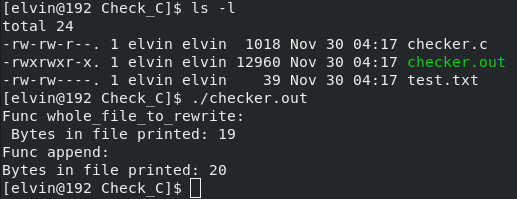 [elvin@192 Check_C]$ ls -l
total 24
-rw-rw-r--. 1 elvin elvin  1018 Nov 30 04:17 checker.c
-rwxrwxr-x. 1 elvin elvin 12960 Nov 30 04:17 checker.out
-rw-rw----. 1 elvin elvin    39 Nov 30 04:17 test.txt
[elvin@192 Check_C]$ ./checker.out
Func whole_file_to_rewrite:
 Bytes in file printed: 19
Func append:
Bytes in file printed: 20
[elvin@192 Check_C]$